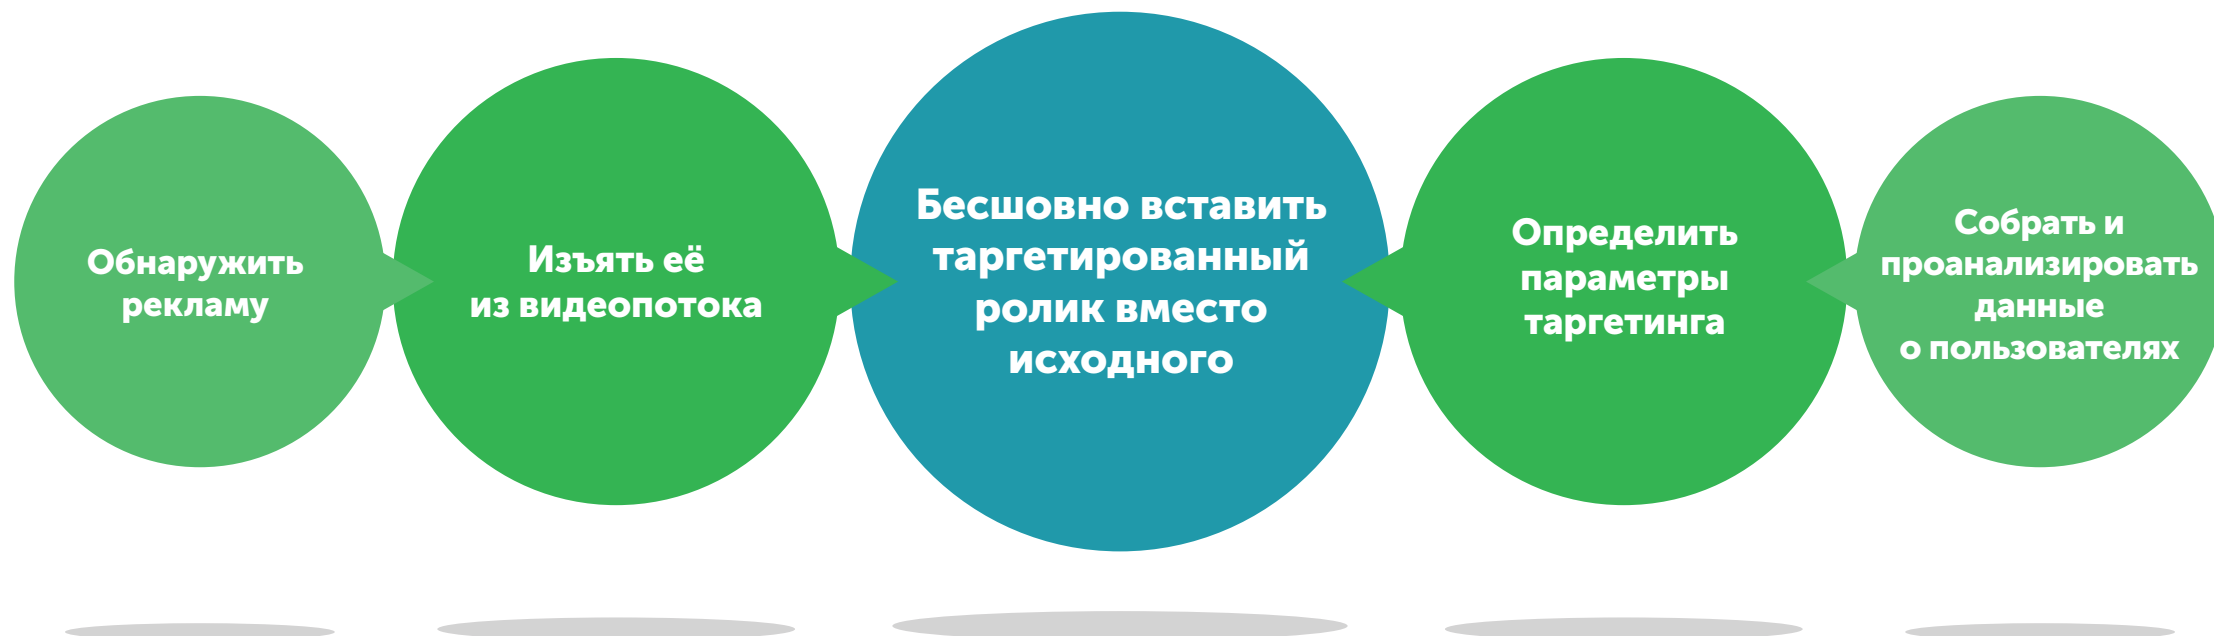 Обнаружить
рекламу
Изъять её
из видеопотока
Бесшовно вставить
таргетированный
ролик вместо
исходного
Определить
параметры
таргетинга
Собрать и
проанализировать
данные
о пользователях